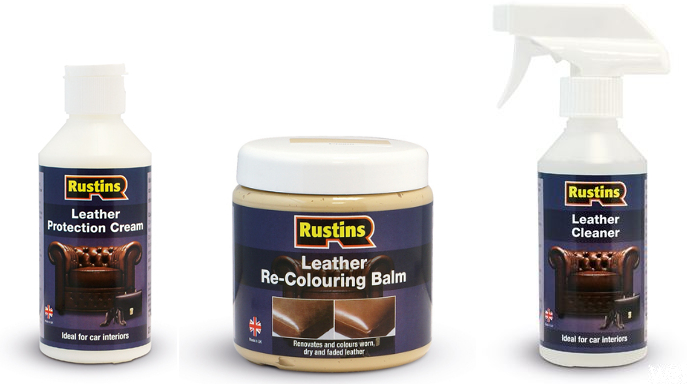 Rustins
Leather
Protection Cream
Ideal for car interiors
Rustins
Leather
Re-Colouring Balm
Renovates and colours worn,
dry and faded leather
Rustins
Leather
Cleaner
Ideal for car interiors